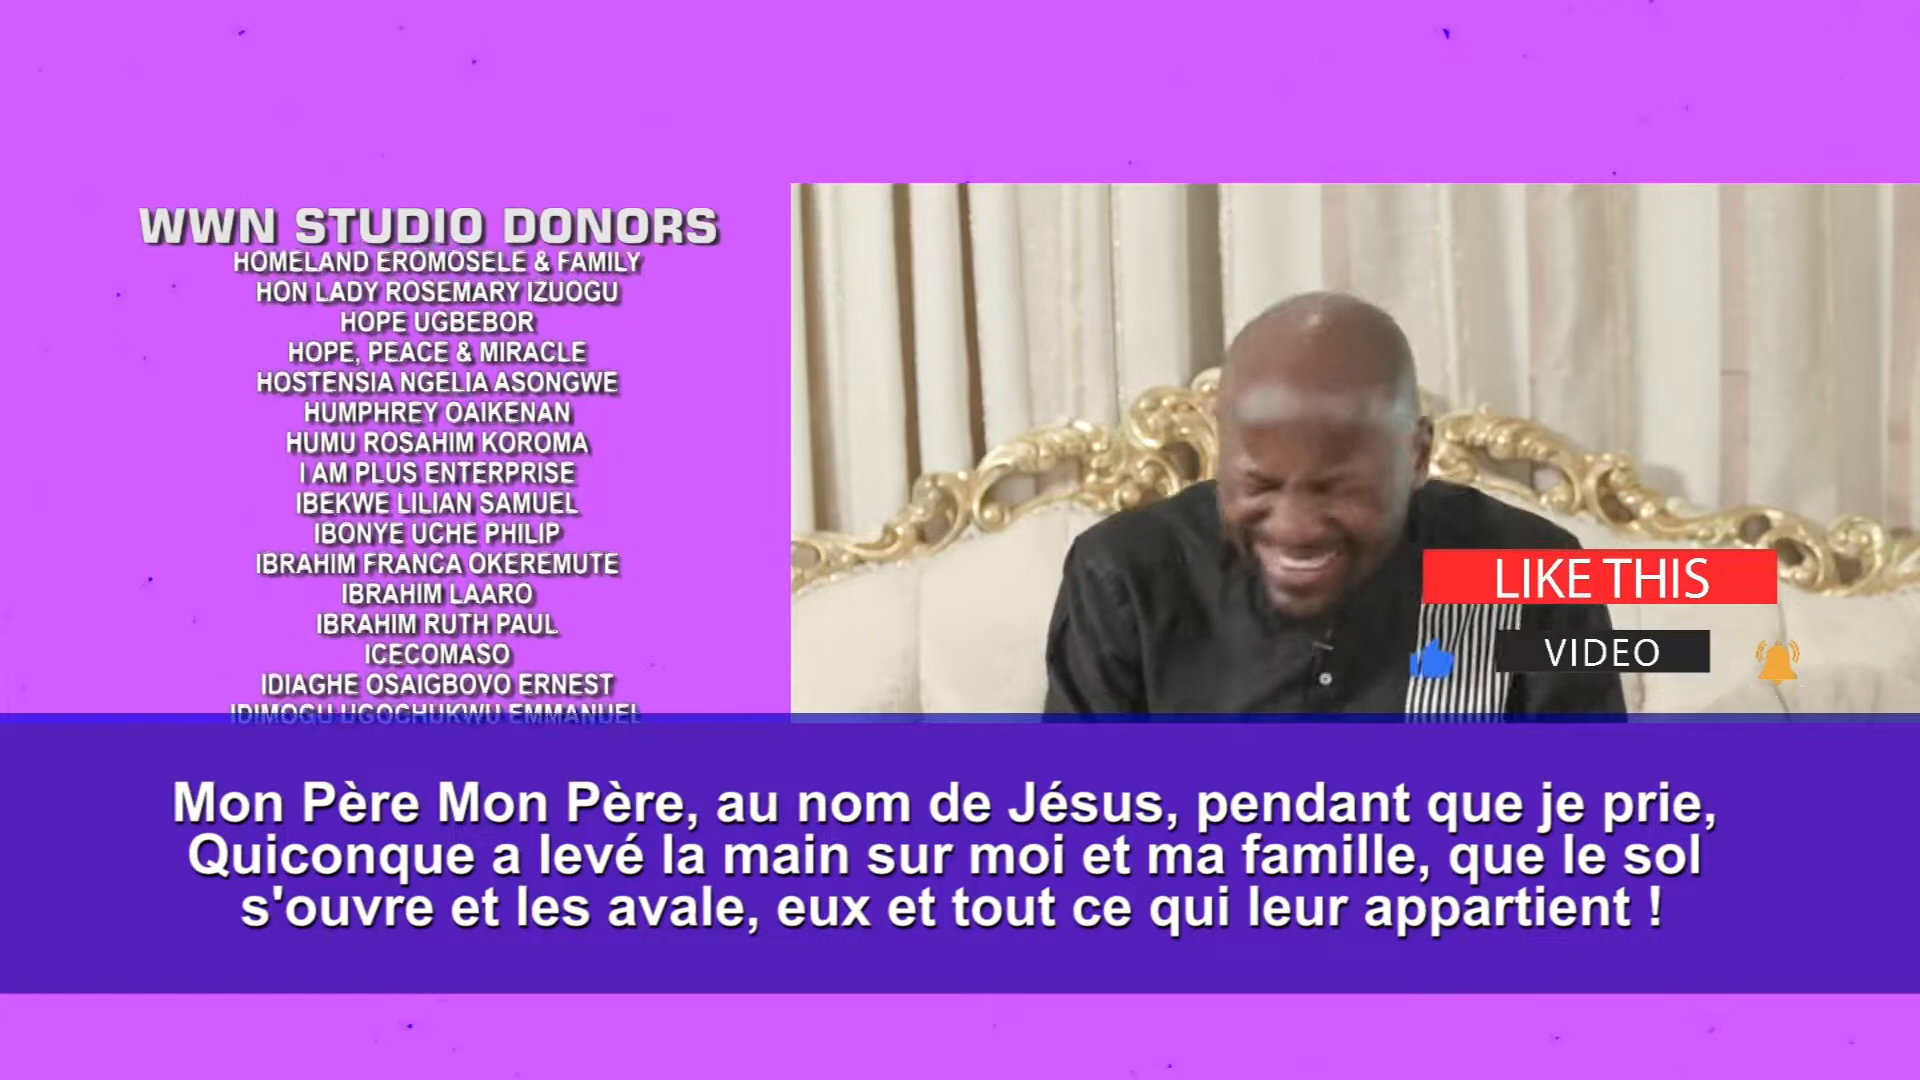 WWN STUDIO DONORS
HOMELAND EROMOSELE & FAMILY
HON LADY ROSEMARY IZUOGU
HOPE UGBEBOR
HOPE, PEACE & MIRACLE
HOSTENSIA NGELIA ASONGWE
HUMPHREY OAIKENAN
HUMU ROSAHIM KOROMA
I AM PLUS ENTERPRISE
IBEKWE LILIAN SAMUEL
IBONYE UCHE PHILIP
IBRAHIM FRANCA OKEREMUTE
IBRAHIM LAARO
IBRAHIM RUTH PAUL
ICECOMASO
IDIAGHE OSAIGBOVO ERNEST
IDIMOGU UGOCHUKWU EMMANUEL
LIKE THIS
VIDEO
Mon Père Mon Père, au nom de Jésus, pendant que je prie,
Quiconque a levé la main sur moi et ma famille, que le sol
s'ouvre et les avale, eux et tout ce qui leur appartient !